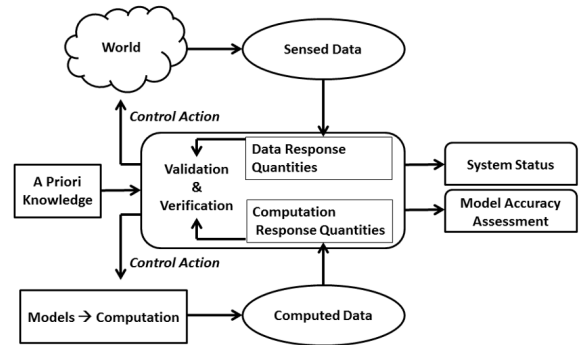 World
Sensed Data
Control Action
Data Response
Quantities
Validation
&
Verification
Computation
Response Quantities
A Priori
Knowledge
System Status
Model Accuracy
Assessment
Control Action
Models → Computation
Computed Data